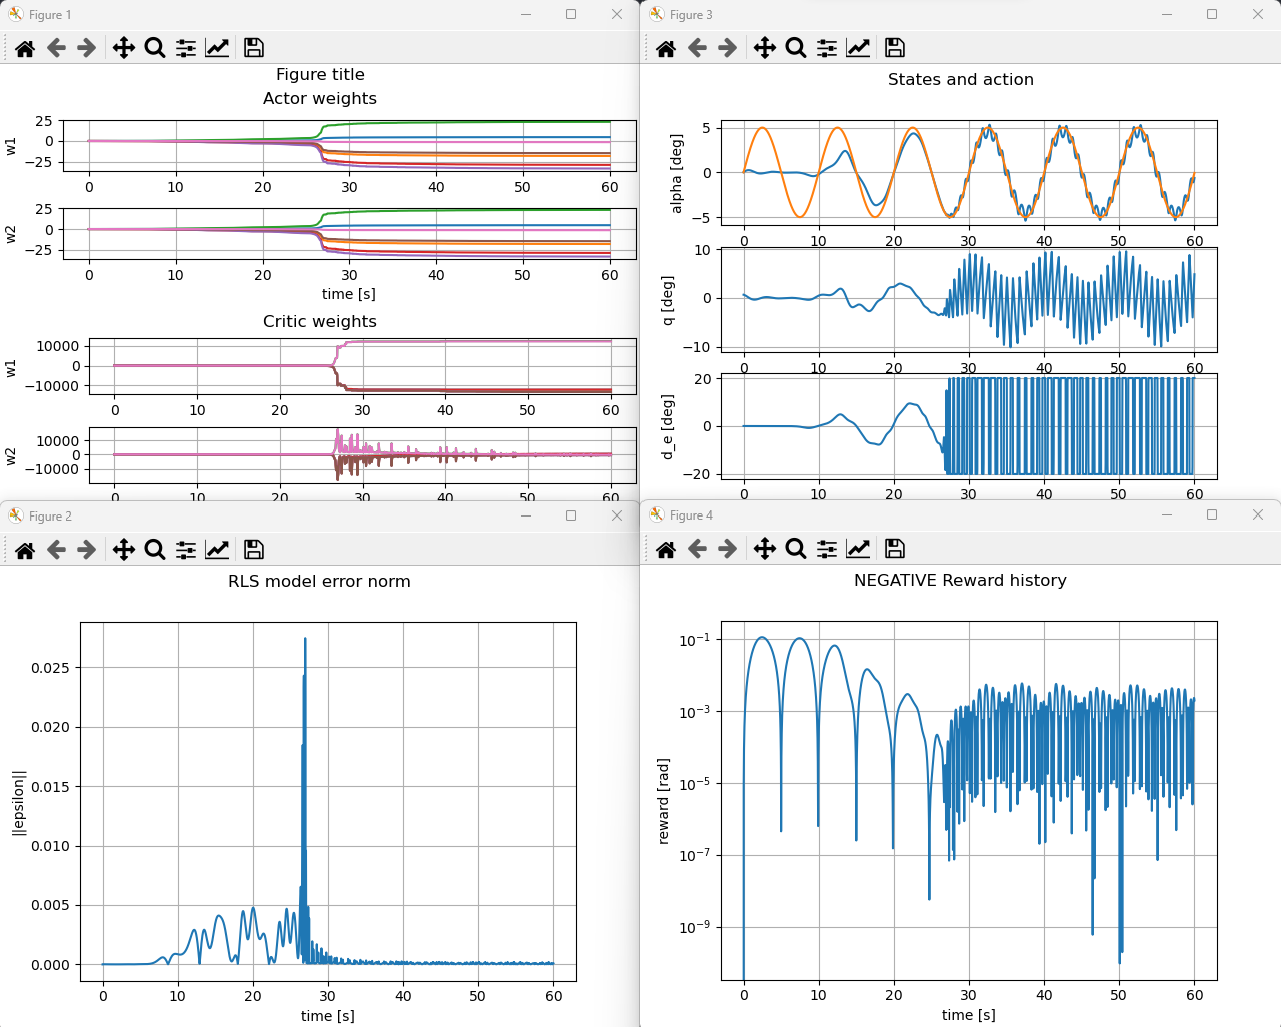 Figure 1
Figure title
Actor weights
25
0
−25
w1
0 10 20 30 40 50 60
25
0
−25
w2
0 10 20 30 40 50 60
time [s]
Critic weights
10000
0
−10000
w1
0 10 20 30 40 50 60
10000
0
−10000
w2
0 10 20 30 40 50 60
Figure 3
States and action
5
0
−5
alpha [deg]
0 10 20 30 40 50 60
10
0
−10
q [deg]
0 10 20 30 40 50 60
20
0
−20
d_e [deg]
0 10 20 30 40 50 60
Figure 2
RLS model error norm
0.025
0.020
0.015
0.010
0.005
0.000
||epsilon||
0 10 20 30 40 50 60
time [s]
Figure 4
NEGATIVE Reward history
10⁻¹
10⁻³
10⁻⁵
10⁻⁷
10⁻⁹
reward [rad]
0 10 20 30 40 50 60
time [s]